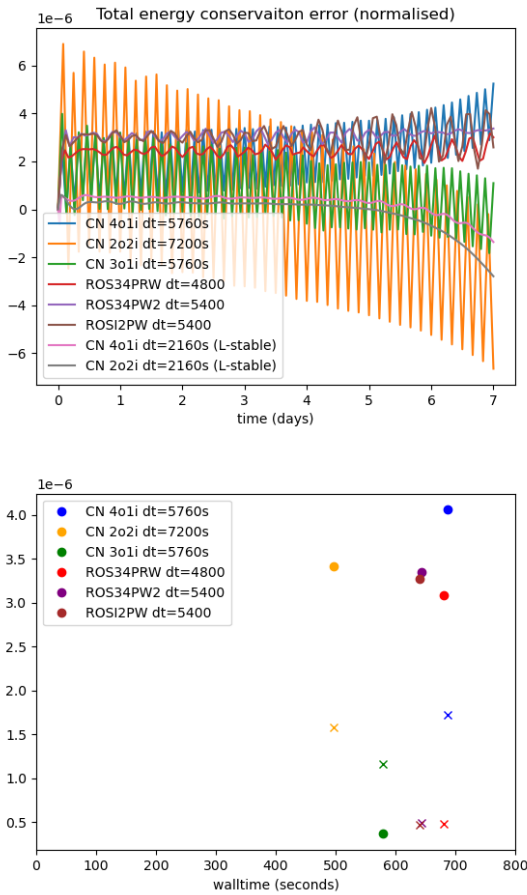 Total energy conservaiton error (normalised)
1e−6
6
4
2
0
−2
−4
−6
CN 4o1i dt=5760s
CN 2o2i dt=7200s
CN 3o1i dt=5760s
ROS34PRW dt=4800
ROS34PW2 dt=5400
ROSI2PW dt=5400
CN 4o1i dt=2160s (L-stable)
CN 2o2i dt=2160s (L-stable)
0 1 2 3 4 5 6 7
time (days)
1e−6
4.0
3.5
3.0
2.5
2.0
1.5
1.0
0.5
CN 4o1i dt=5760s
CN 2o2i dt=7200s
CN 3o1i dt=5760s
ROS34PRW dt=4800
ROS34PW2 dt=5400
ROSI2PW dt=5400
0 100 200 300 400 500 600 700 800
walltime (seconds)